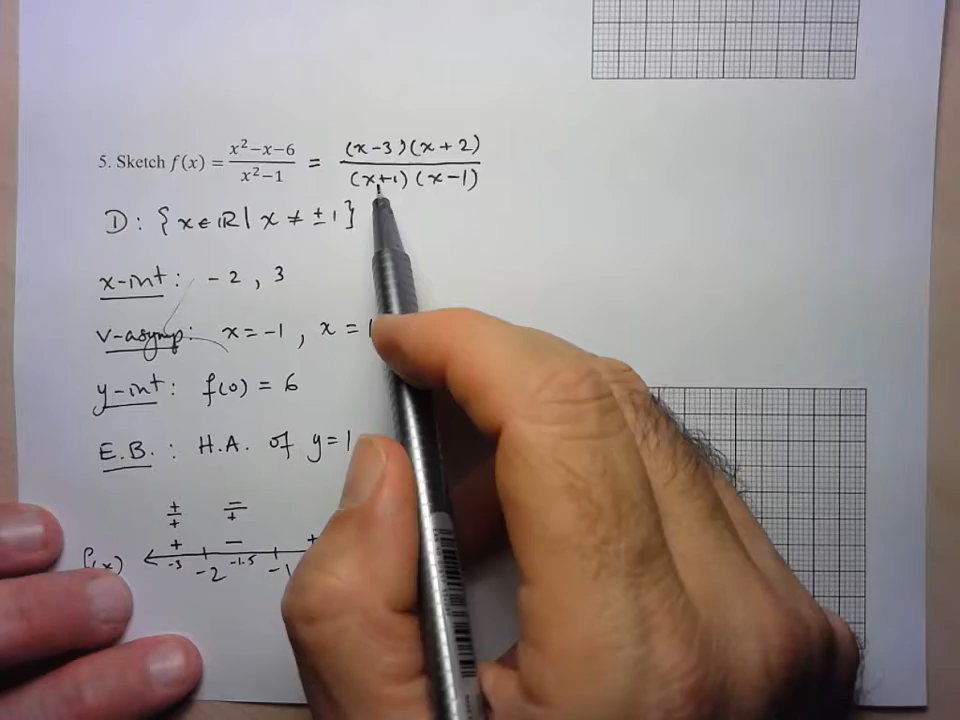 5. Sketch f(x) = x²−x−6 / x²−1 = (x−3)(x+2) / (x+1)(x−1)
D: {x∈ℝ | x ≠ ±1}
x-int: −2, 3
v-asymp: x=−1, x=1
y-int: f(0) = 6
E.B.: H.A. of y=1
+/+ −/+
+ − +
f(x) -3 -2 -1.5 -1